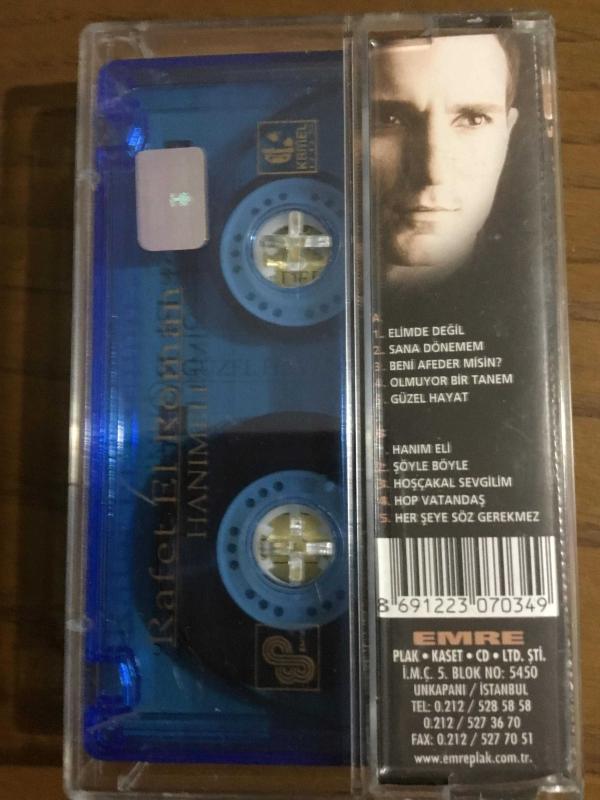 Rafet El Roman
HANIMELİ
KARMEL
A.
1. ELİMDE DEĞİL
2. SANA DÖNEMEM
3. BENİ AFEDER MİSİN?
4. OLMUYOR BİR TANEM
5. GÜZEL HAYAT
1. HANIM ELİ
2. ŞÖYLE BÖYLE
3. HOŞÇAKAL SEVGİLİM
4. HOP VATANDAŞ
5. HER ŞEYE SÖZ GEREKMEZ
8 691223 070349
EMRE
PLAK • KASET • CD • LTD. ŞTİ.
İ.M.Ç. 5. BLOK NO: 5450
UNKAPANI / İSTANBUL
TEL: 0.212 / 528 58 58
0.212 / 527 36 70
FAX: 0.212 / 527 70 51
www.emreplak.com.tr.